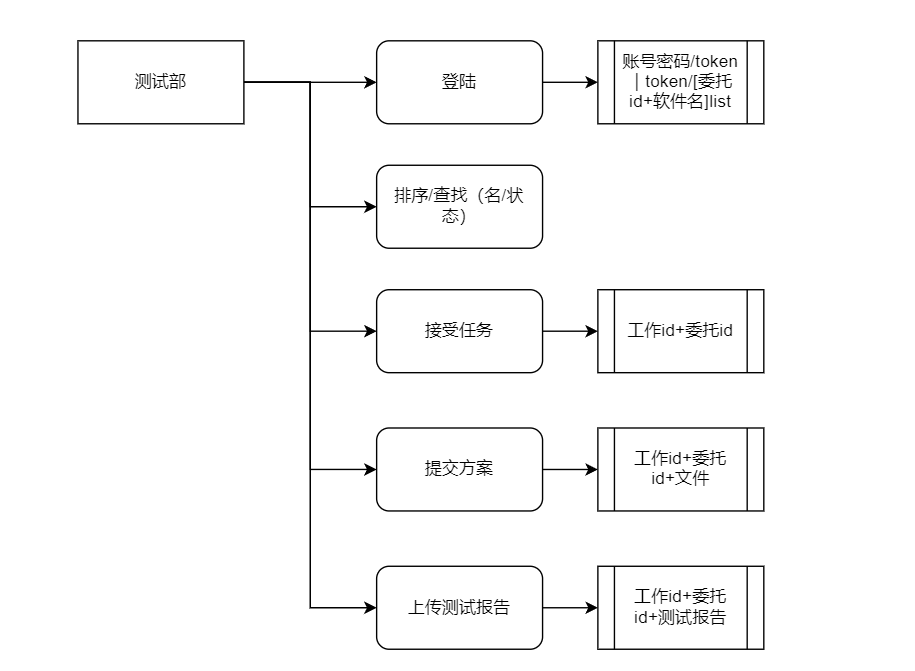 测试部
登陆
账号密码/token
| token/[委托
id+软件名]list
排序/查找（名/状
态）
接受任务
工作id+委托id
提交方案
工作id+委托
id+文件
上传测试报告
工作id+委托
id+测试报告